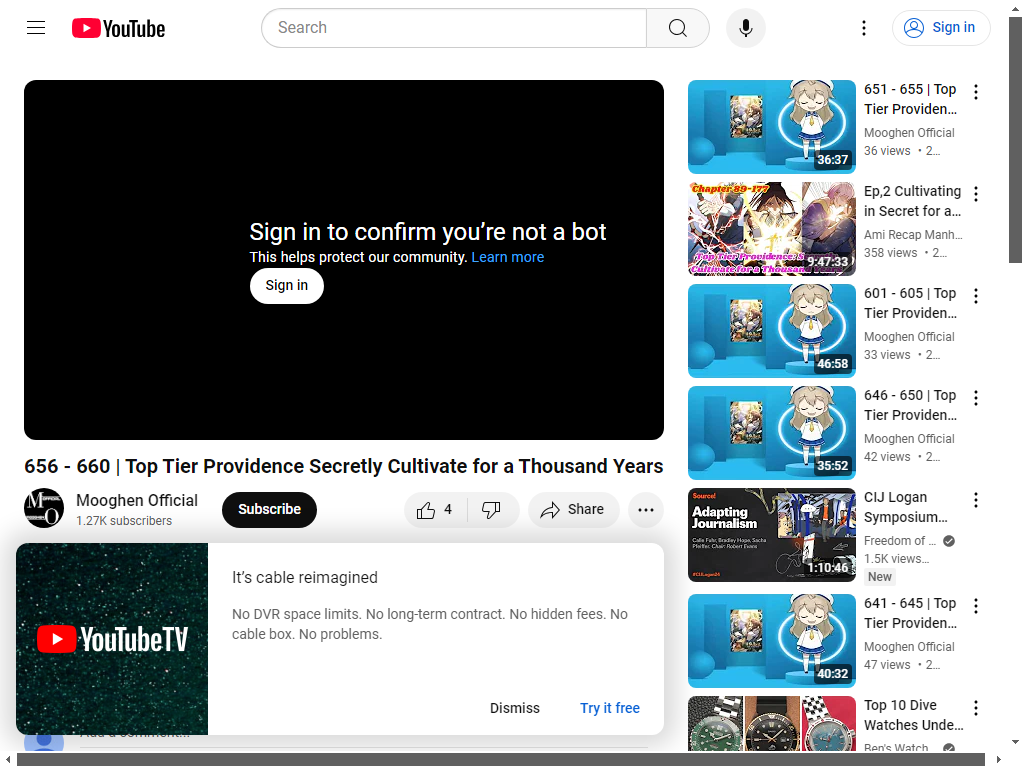 YouTube
Search
Sign in
Sign in to confirm you’re not a bot
This helps protect our community. Learn more
Sign in
656 - 660 | Top Tier Providence Secretly Cultivate for a Thousand Years
Mooghen Official
1.27K subscribers
Subscribe
4
Share
YouTubeTV
It’s cable reimagined
No DVR space limits. No long-term contract. No hidden fees. No
cable box. No problems.
Dismiss
Try it free
Add a comment...
36:37
651 - 655 | Top
Tier Providen...
Mooghen Official
36 views • 2...
Chapter 89-177
Top Tier Providence: S
Cultivate for a Thousand Years
9:47:33
Ep,2 Cultivating
in Secret for a...
Ami Recap Manh...
358 views • 2...
46:58
601 - 605 | Top
Tier Providen...
Mooghen Official
33 views • 2...
35:52
646 - 650 | Top
Tier Providen...
Mooghen Official
42 views • 2...
Source!
Adapting
Journalism
Calle Fuhr, Bradley Hope, Sacha
Pfeiffer. Chair: Robert Evans
#CIJLogan24
1:10:46
CIJ Logan
Symposium...
Freedom of ...
1.5K views...
New
40:32
641 - 645 | Top
Tier Providen...
Mooghen Official
47 views • 2...
Top 10 Dive
Watches Unde...
Ben's Watch